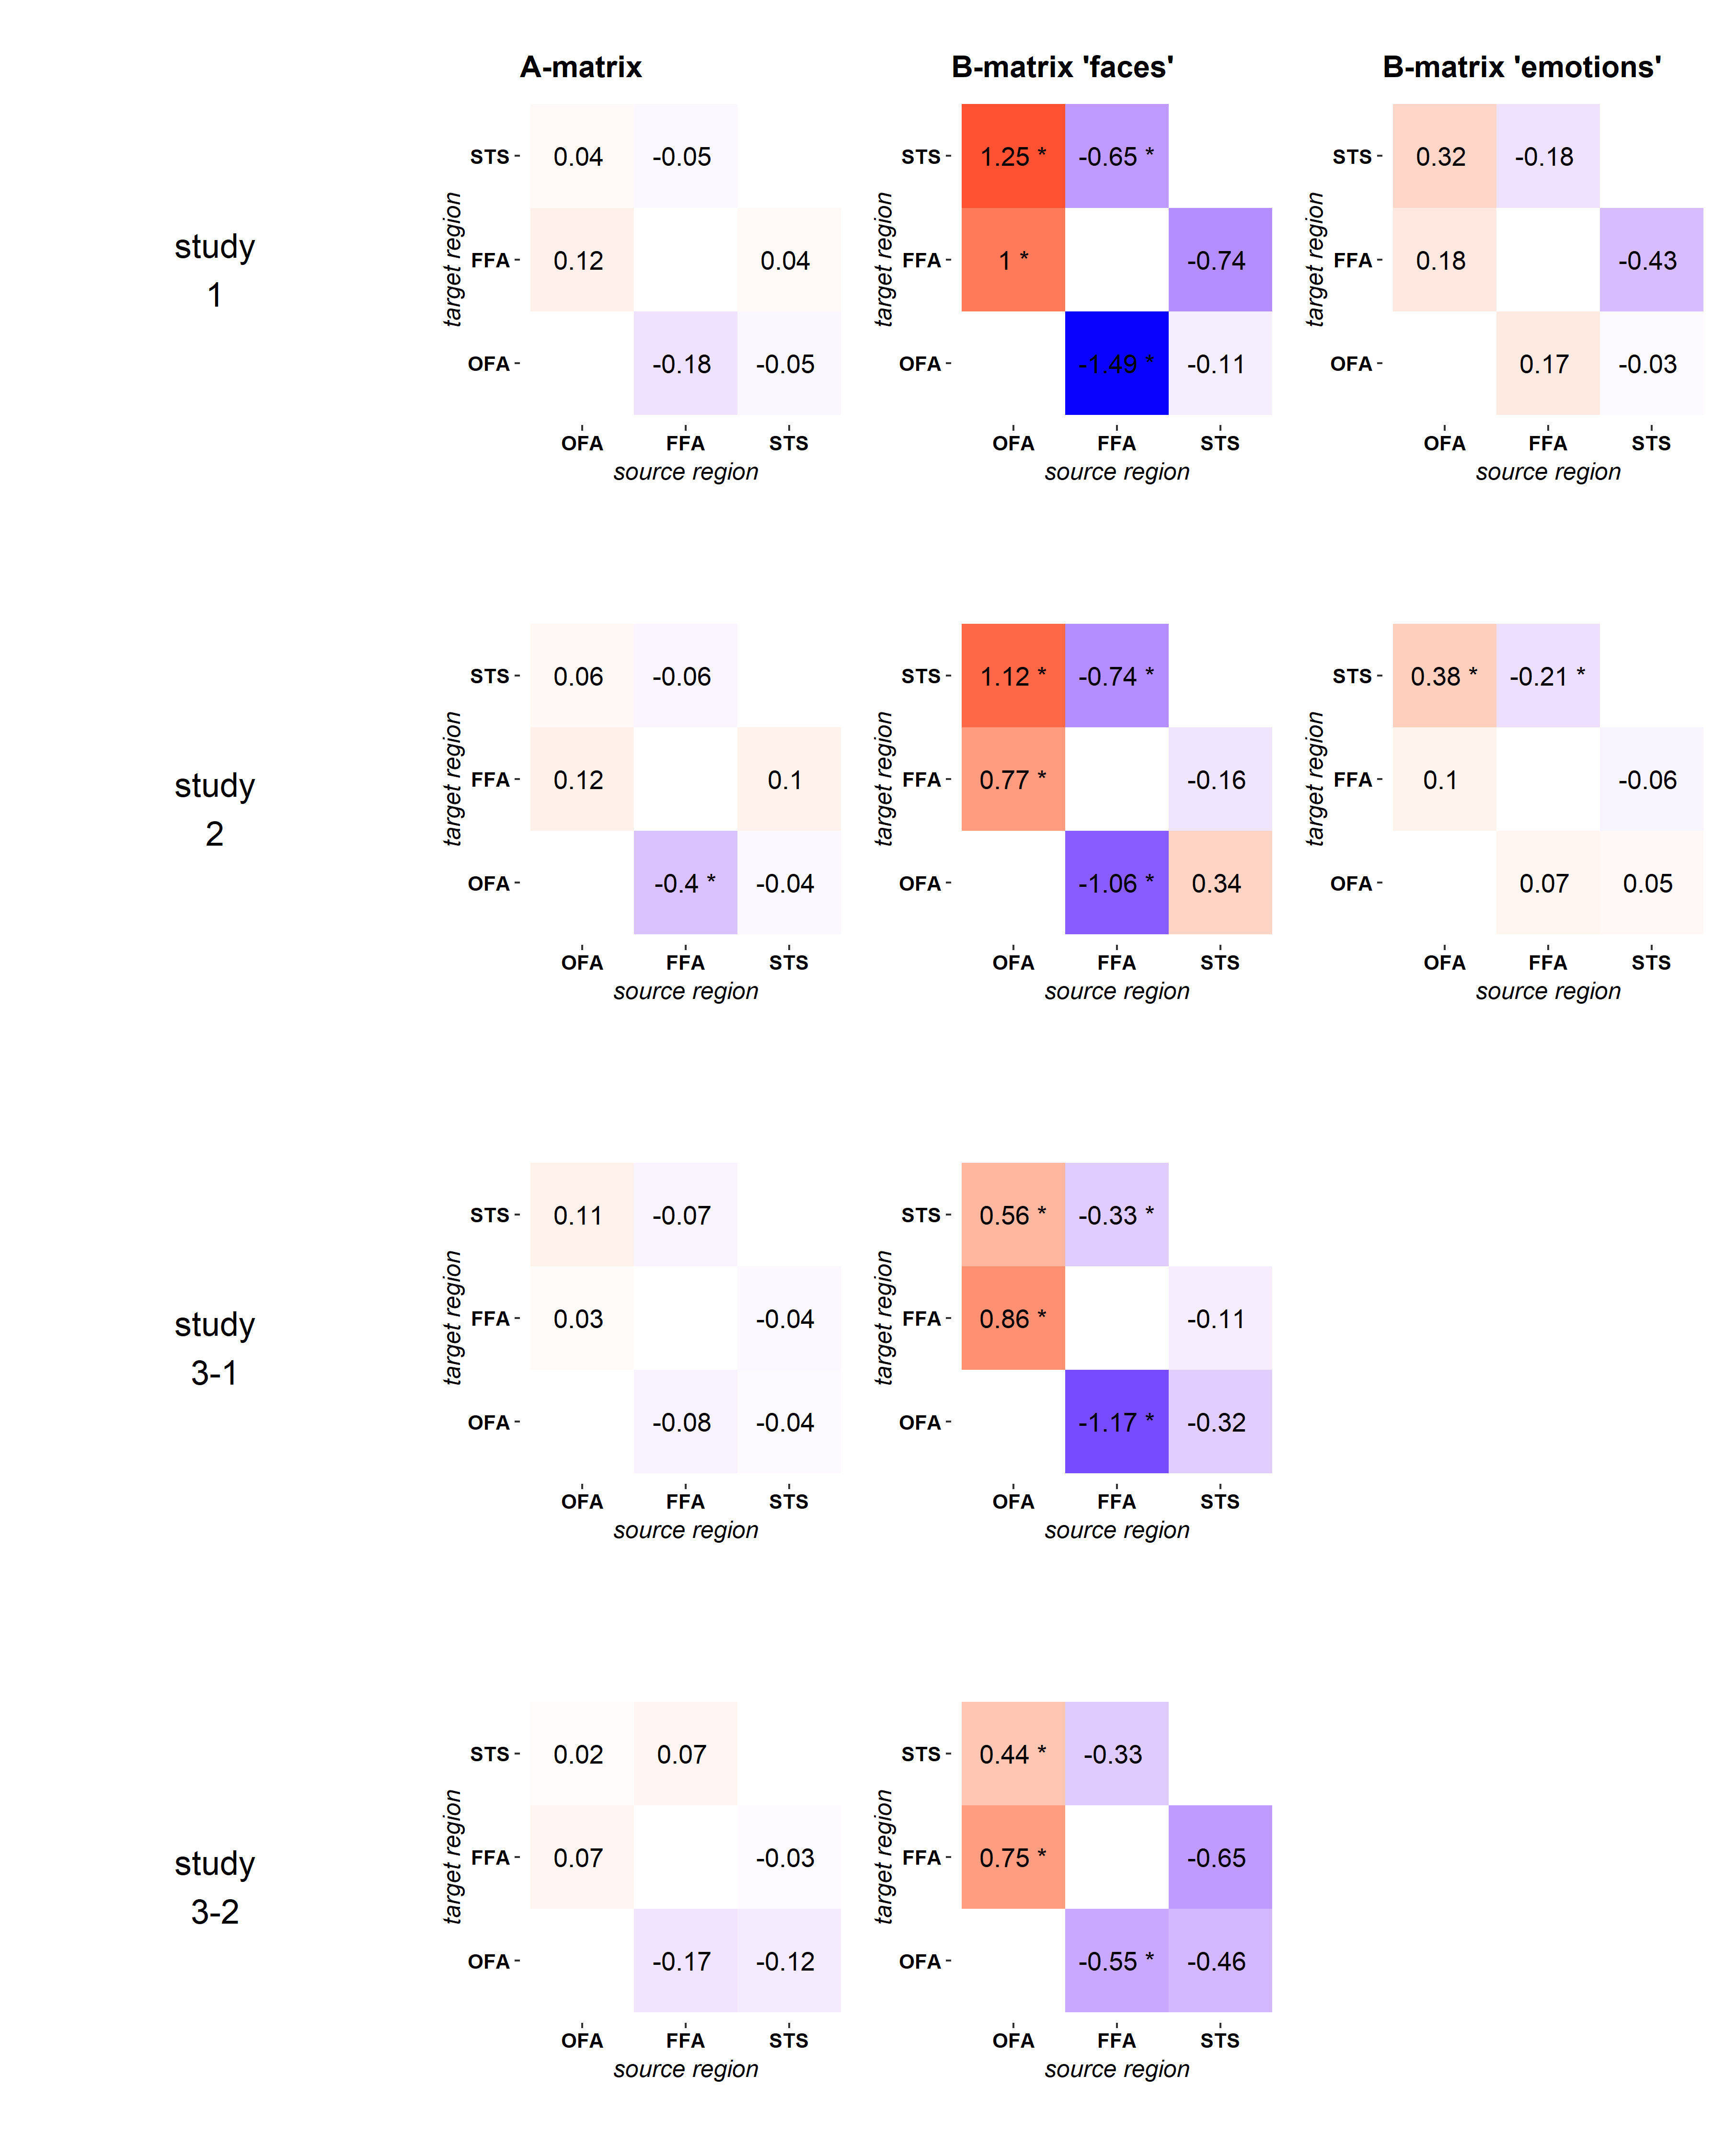 A-matrix B-matrix 'faces' B-matrix 'emotions'
study
1
target region
STS 0.04 -0.05
FFA 0.12 0.04
OFA -0.18 -0.05
OFA FFA STS
source region
target region
STS 1.25 * -0.65 *
FFA 1 * -0.74
OFA -1.49 * -0.11
OFA FFA STS
source region
target region
STS 0.32 -0.18
FFA 0.18 -0.43
OFA 0.17 -0.03
OFA FFA STS
source region
study
2
target region
STS 0.06 -0.06
FFA 0.12 0.1
OFA -0.4 * -0.04
OFA FFA STS
source region
target region
STS 1.12 * -0.74 *
FFA 0.77 * -0.16
OFA -1.06 * 0.34
OFA FFA STS
source region
target region
STS 0.38 * -0.21 *
FFA 0.1 -0.06
OFA 0.07 0.05
OFA FFA STS
source region
study
3-1
target region
STS 0.11 -0.07
FFA 0.03 -0.04
OFA -0.08 -0.04
OFA FFA STS
source region
target region
STS 0.56 * -0.33 *
FFA 0.86 * -0.11
OFA -1.17 * -0.32
OFA FFA STS
source region
study
3-2
target region
STS 0.02 0.07
FFA 0.07 -0.03
OFA -0.17 -0.12
OFA FFA STS
source region
target region
STS 0.44 * -0.33
FFA 0.75 * -0.65
OFA -0.55 * -0.46
OFA FFA STS
source region